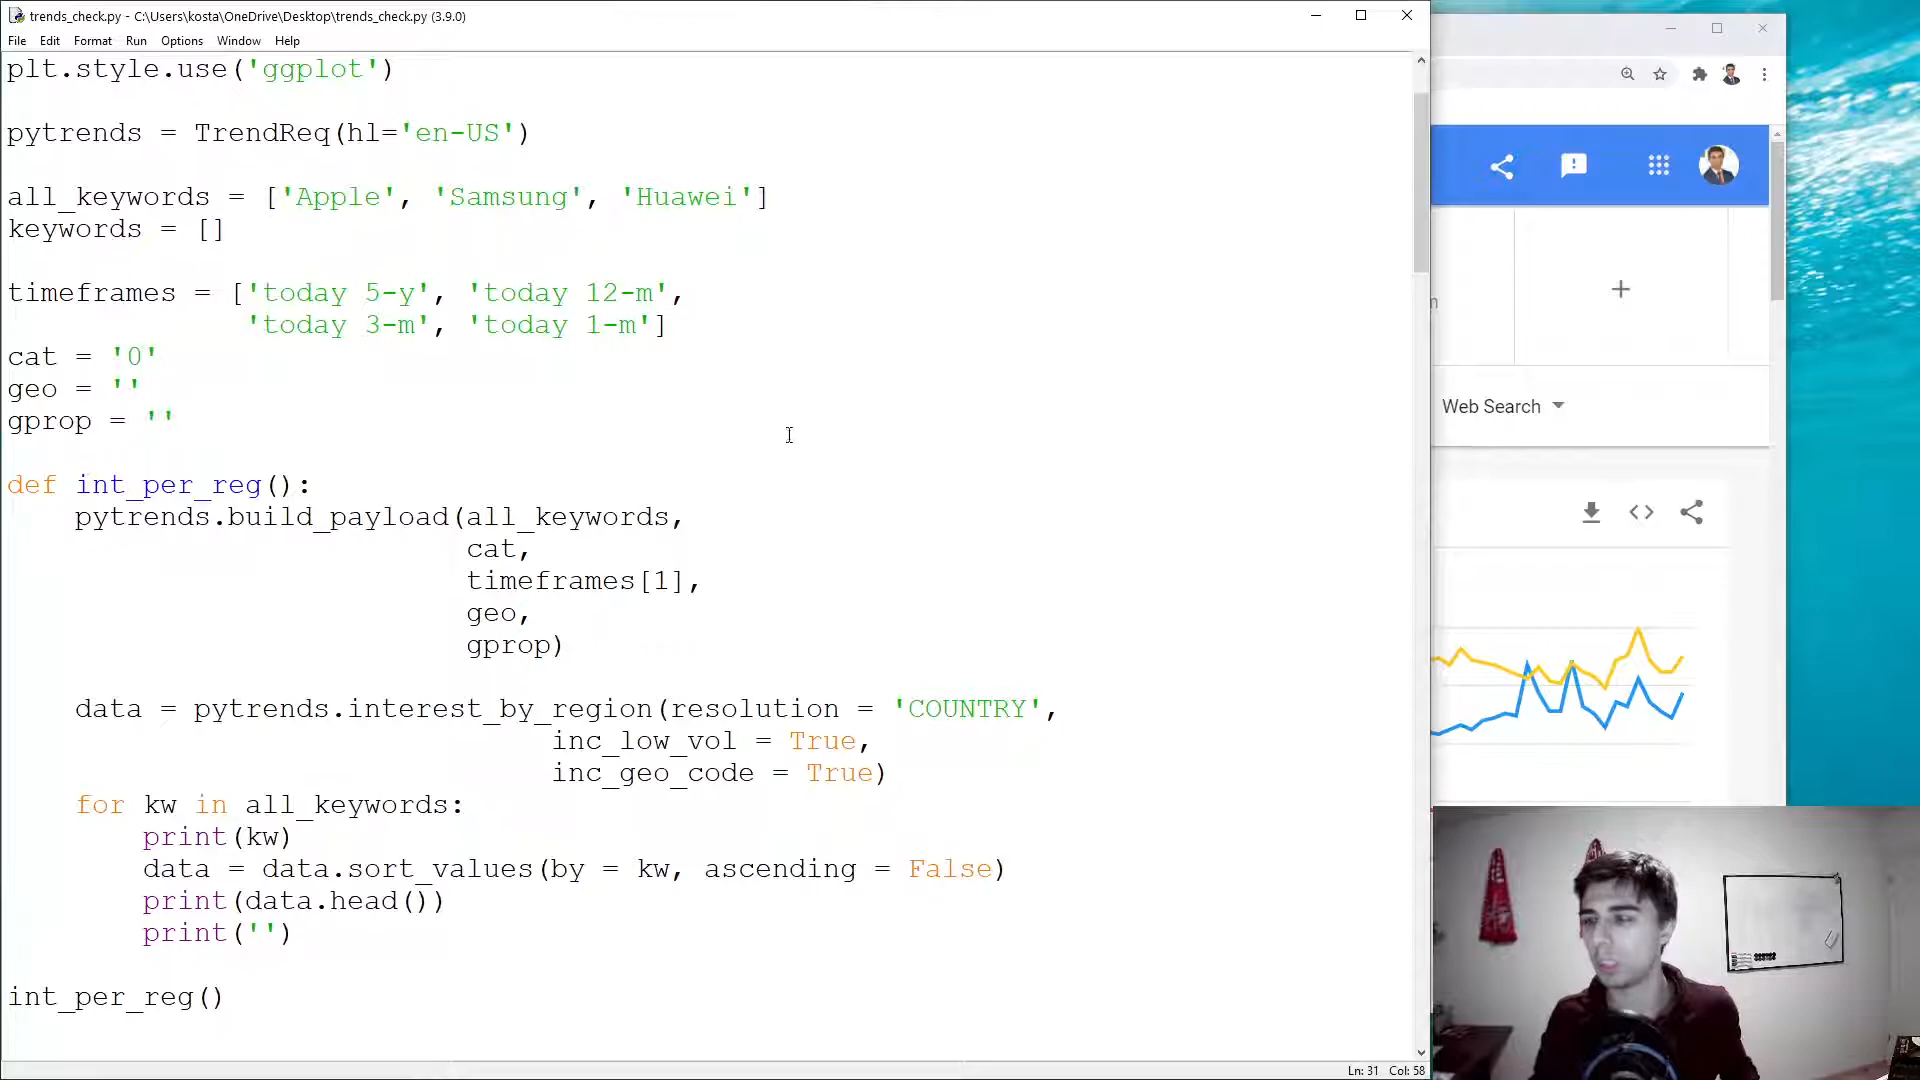 trends_check.py - C:\Users\kosta\OneDrive\Desktop\trends_check.py (3.9.0)
File Edit Format Run Options Window Help
plt.style.use('ggplot')
pytrends = TrendReq(hl='en-US')
all_keywords = ['Apple', 'Samsung', 'Huawei']
keywords = []
timeframes = ['today 5-y', 'today 12-m',
'today 3-m', 'today 1-m']
cat = '0'
geo = ''
gprop = ''
def int_per_reg():
pytrends.build_payload(all_keywords,
cat,
timeframes[1],
geo,
gprop)
data = pytrends.interest_by_region(resolution = 'COUNTRY',
inc_low_vol = True,
inc_geo_code = True)
for kw in all_keywords:
print(kw)
data = data.sort_values(by = kw, ascending = False)
print(data.head())
print('')
int_per_reg()
Ln: 31 Col: 58
Web Search